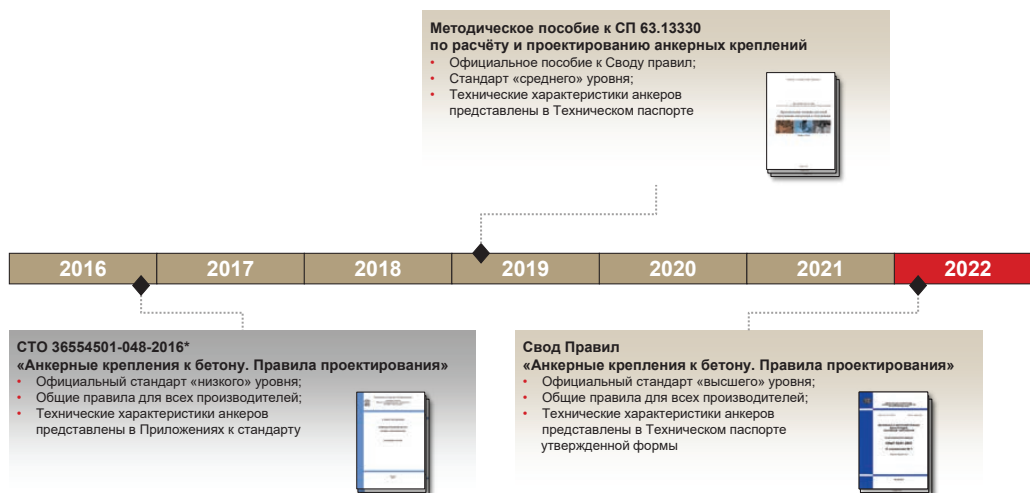 Методическое пособие к СП 63.13330
по расчёту и проектированию анкерных креплений
• Официальное пособие к Своду правил;
• Стандарт «среднего» уровня;
• Технические характеристики анкеров
представлены в Техническом паспорте
2016 2017 2018 2019 2020 2021 2022
СТО 36554501-048-2016*
«Анкерные крепления к бетону. Правила проектирования»
• Официальный стандарт «низкого» уровня;
• Общие правила для всех производителей;
• Технические характеристики анкеров
представлены в Приложениях к стандарту
Свод Правил
«Анкерные крепления к бетону. Правила проектирования»
• Официальный стандарт «высшего» уровня;
• Общие правила для всех производителей;
• Технические характеристики анкеров
представлены в Техническом паспорте
утвержденной формы